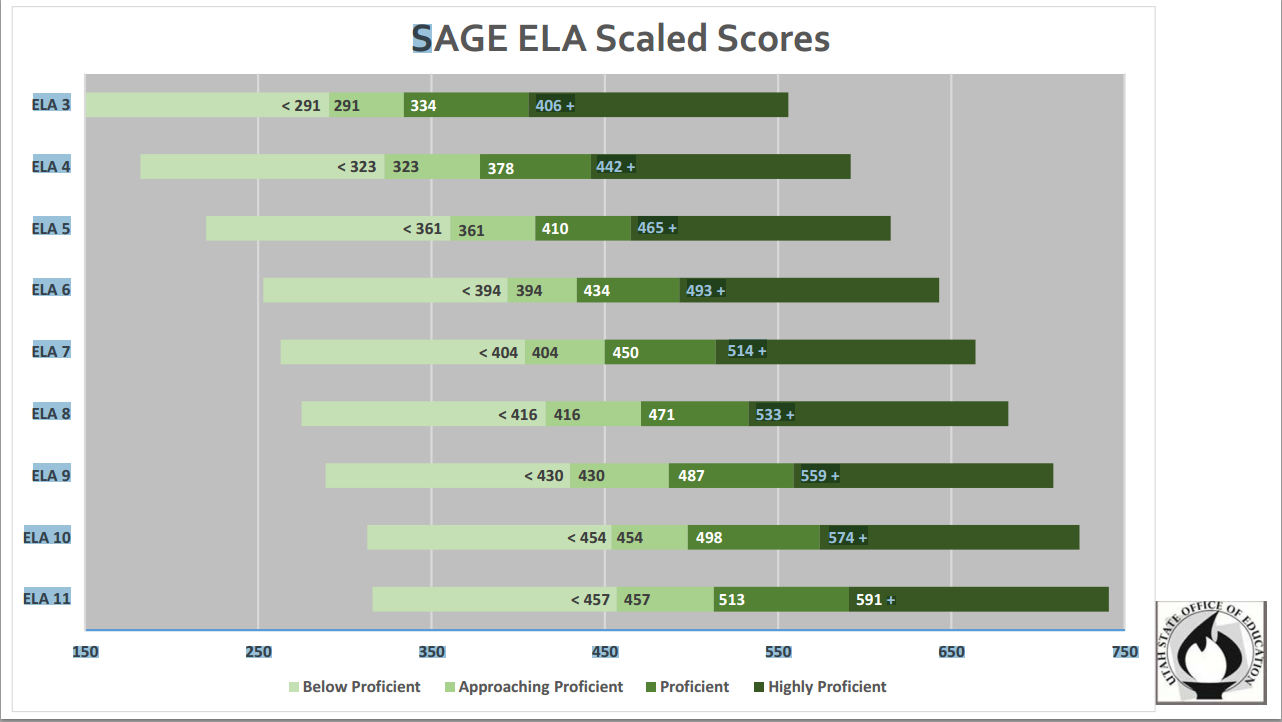 SAGE ELA Scaled Scores
ELA 3 < 291 291 334 406 +
ELA 4 < 323 323 378 442 +
ELA 5 < 361 361 410 465 +
ELA 6 < 394 394 434 493 +
ELA 7 < 404 404 450 514 +
ELA 8 < 416 416 471 533 +
ELA 9 < 430 430 487 559 +
ELA 10 < 454 454 498 574 +
ELA 11 < 457 457 513 591 +
150 250 350 450 550 650 750
Below Proficient Approaching Proficient Proficient Highly Proficient
UTAH STATE OFFICE OF EDUCATION